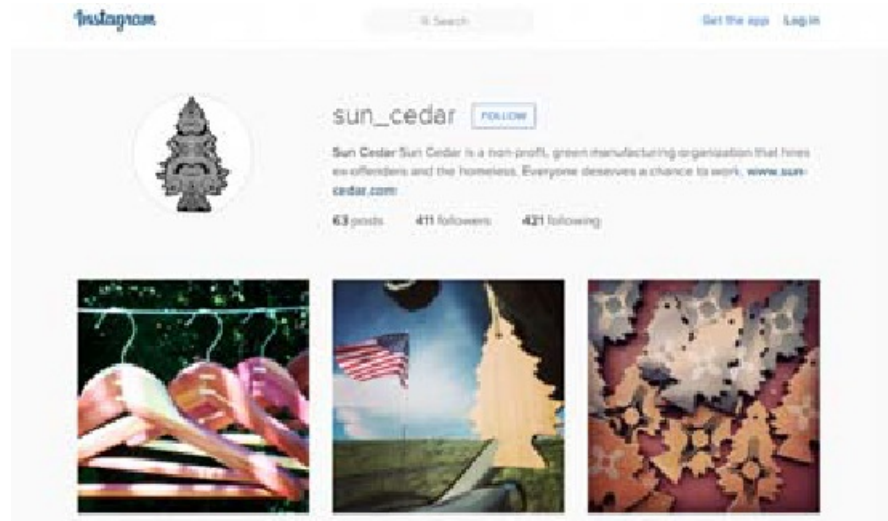 Instagram
Search
Get the app Log in
sun_cedar FOLLOW
Sun Cedar Sun Cedar is a non-profit, green manufacturing organization that hires
ex-offenders and the homeless. Everyone deserves a chance to work. www.sun-
cedar.com
63 posts 411 followers 421 following